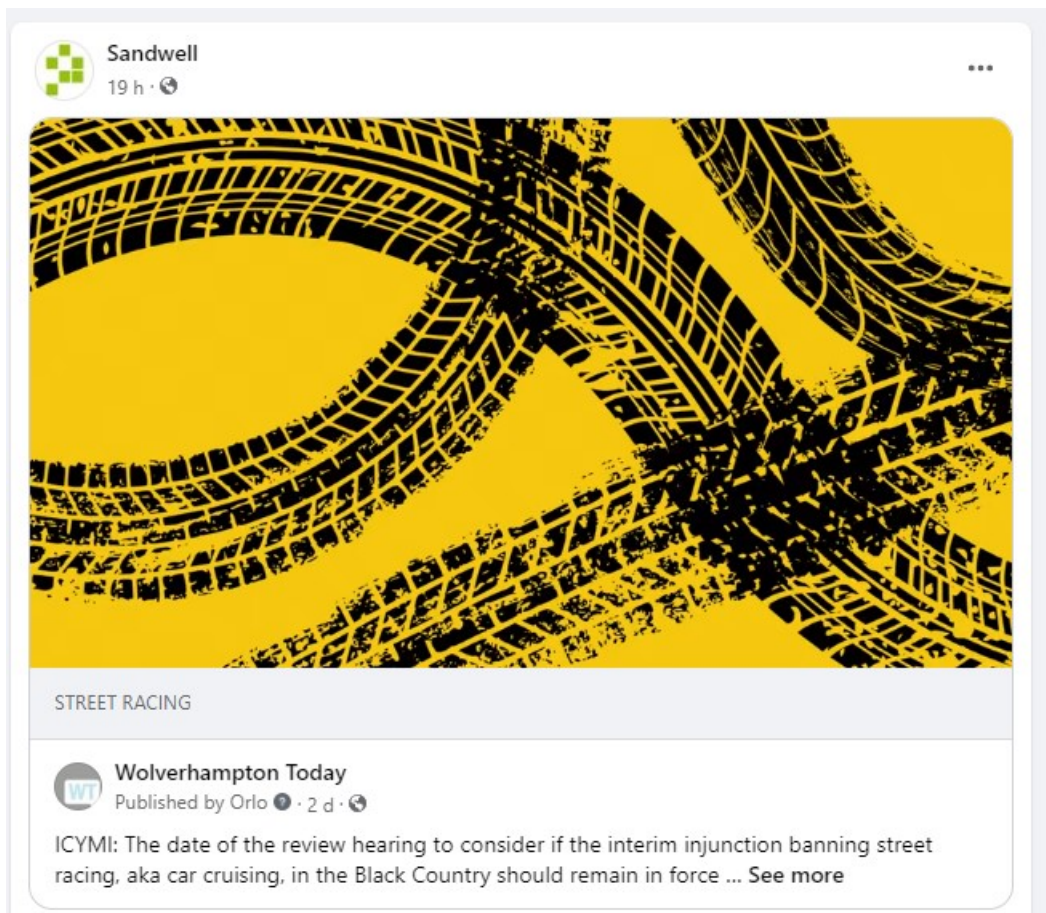 Sandwell
19 h ·
STREET RACING
WT
Wolverhampton Today
Published by Orlo · 2 d ·
ICYMI: The date of the review hearing to consider if the interim injunction banning street
racing, aka car cruising, in the Black Country should remain in force ... See more